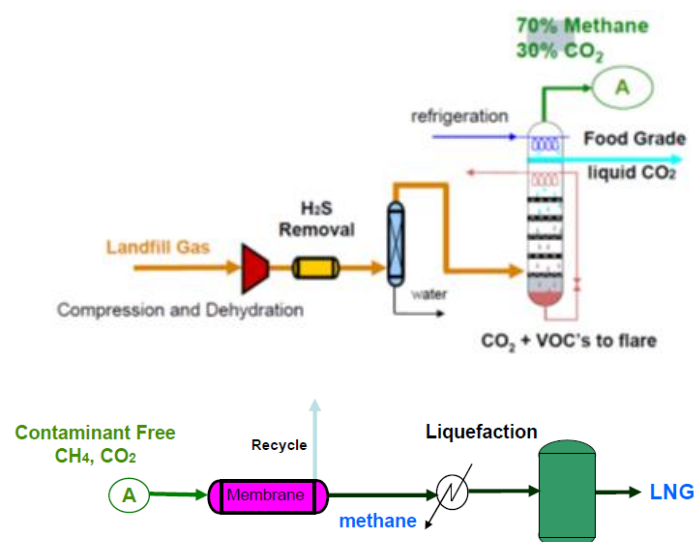 70% Methane
30% CO₂
A
refrigeration
Food Grade
liquid CO₂
H₂S
Removal
Landfill Gas
water
Compression and Dehydration
CO₂ + VOC's to flare
Contaminant Free
CH₄, CO₂
Recycle
Liquefaction
A
Membrane
LNG
methane